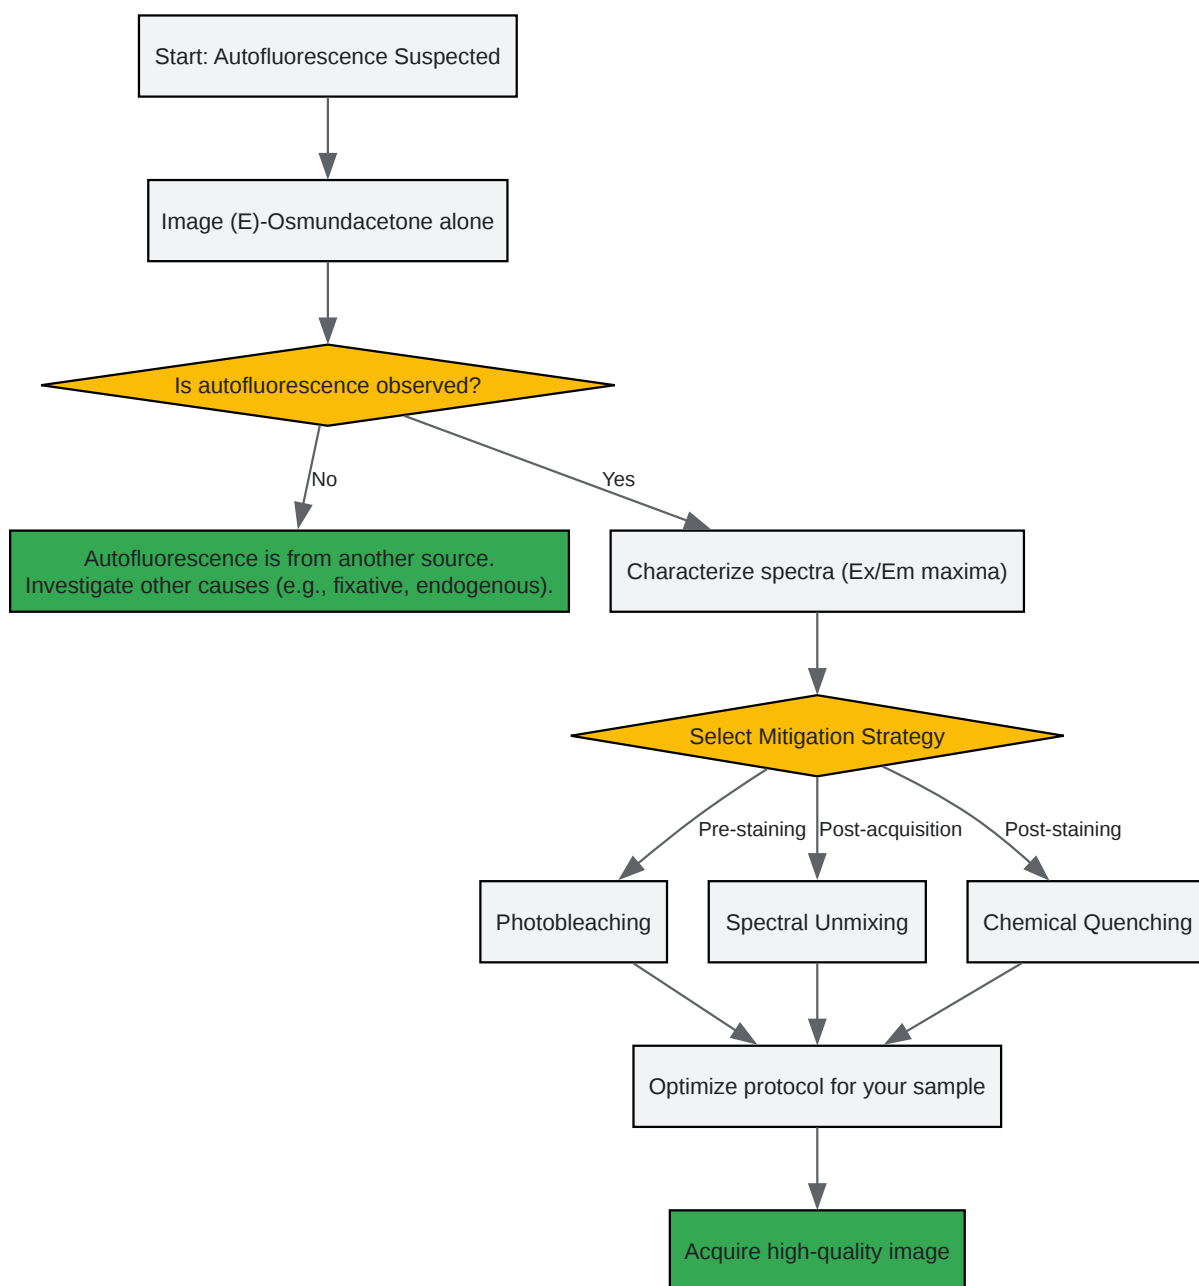 Start: Autofluorescence Suspected
Image (E)-Osmundacetone alone
Is autofluorescence observed?
No
Yes
Autofluorescence is from another source.
Investigate other causes (e.g., fixative, endogenous).
Characterize spectra (Ex/Em maxima)
Select Mitigation Strategy
Pre-staining
Post-acquisition
Post-staining
Photobleaching
Spectral Unmixing
Chemical Quenching
Optimize protocol for your sample
Acquire high-quality image